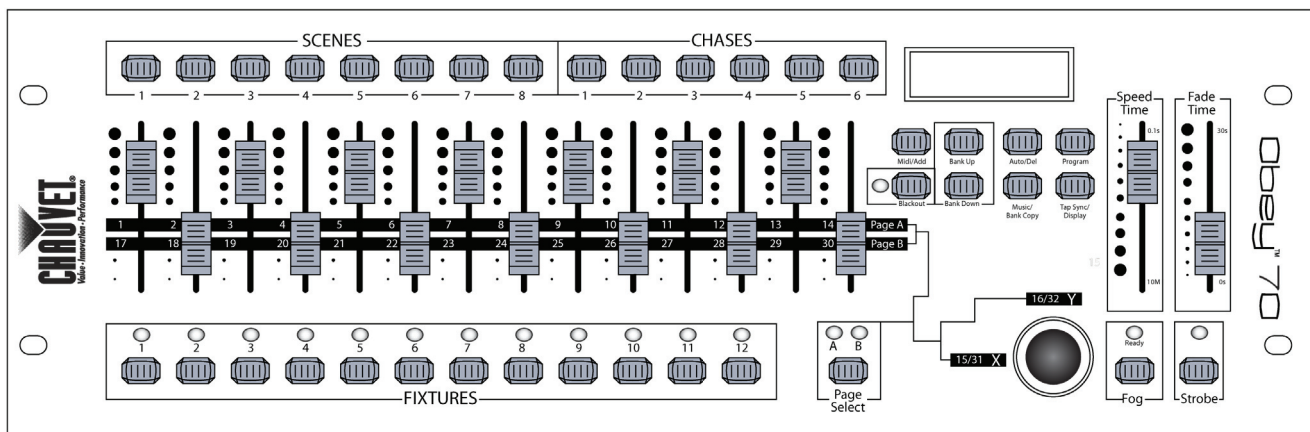 SCENES
CHASES
1 2 3 4 5 6 7 8 1 2 3 4 5 6
Speed Time
Fade Time
0.1s
30s
Midi/Add
Bank Up
Auto/Del
Program
Blackout
Bank Down
Music/
Bank Copy
Tap Sync/
Display
1 2 3 4 5 6 7 8 9 10 11 12 13 14 Page A
17 18 19 20 21 22 23 24 25 26 27 28 29 30 Page B
15
10M
0s
16/32 Y
15/31 X
A B
Page Select
Ready
Fog
Strobe
1 2 3 4 5 6 7 8 9 10 11 12
FIXTURES
CHAUVET®
Value·Innovation·Performance
Obey™ 70